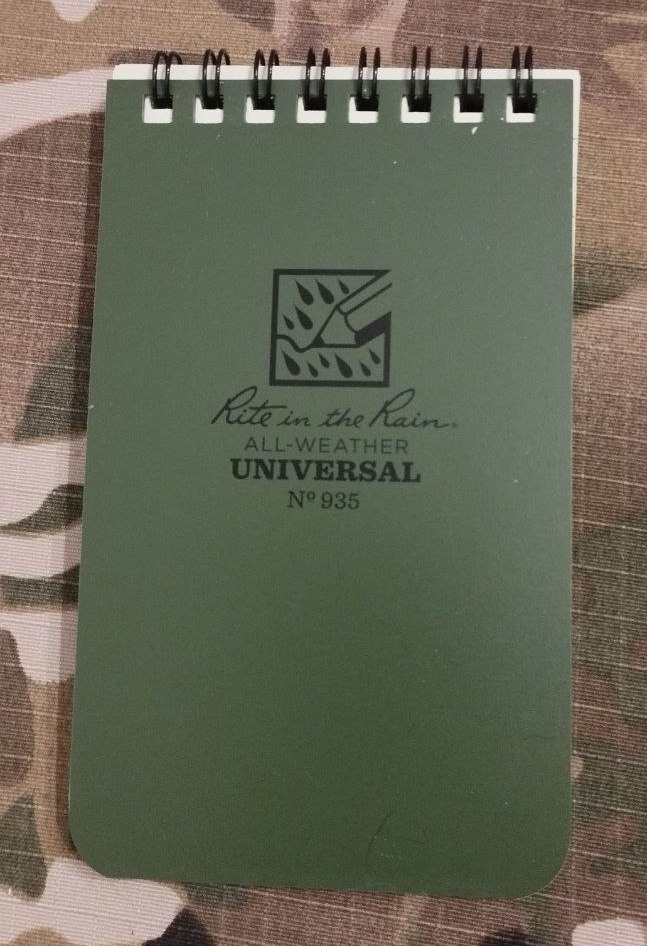 Rite in the Rain®
ALL-WEATHER
UNIVERSAL
Nº 935